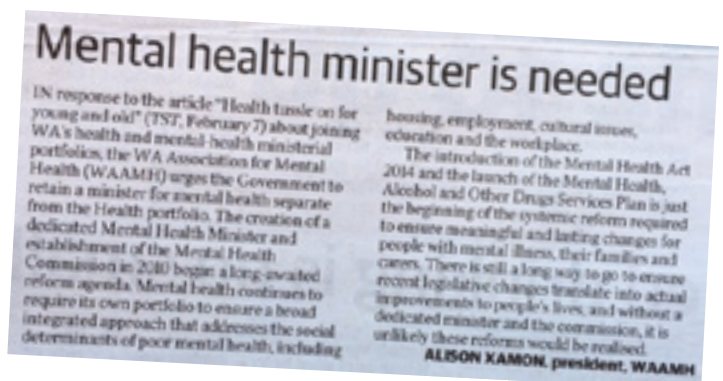 Mental health minister is needed
IN response to the article "Health tussle on for
young and old" (TST, February 7) about joining
WA's health and mental-health ministerial
portfolios, the WA Association for Mental
Health (WAAMH) urges the Government to
retain a minister for mental health separate
from the Health portfolio. The creation of a
dedicated Mental Health Minister and
establishment of the Mental Health
Commission in 2010 began a long-awaited
reform agenda. Mental health continues to
require its own portfolio to ensure a broad
integrated approach that addresses the social
determinants of poor mental health, including
housing, employment, cultural issues,
education and the workplace.
The introduction of the Mental Health Act
2014 and the launch of the Mental Health,
Alcohol and Other Drugs Services Plan is just
the beginning of the systemic reform required
to ensure meaningful and lasting changes for
people with mental illness, their families and
carers. There is still a long way to go to ensure
recent legislative changes translate into actual
improvements to people's lives, and without a
dedicated minister and the commission, it is
unlikely these reforms would be realised.
ALISON XAMON, president, WAAMH